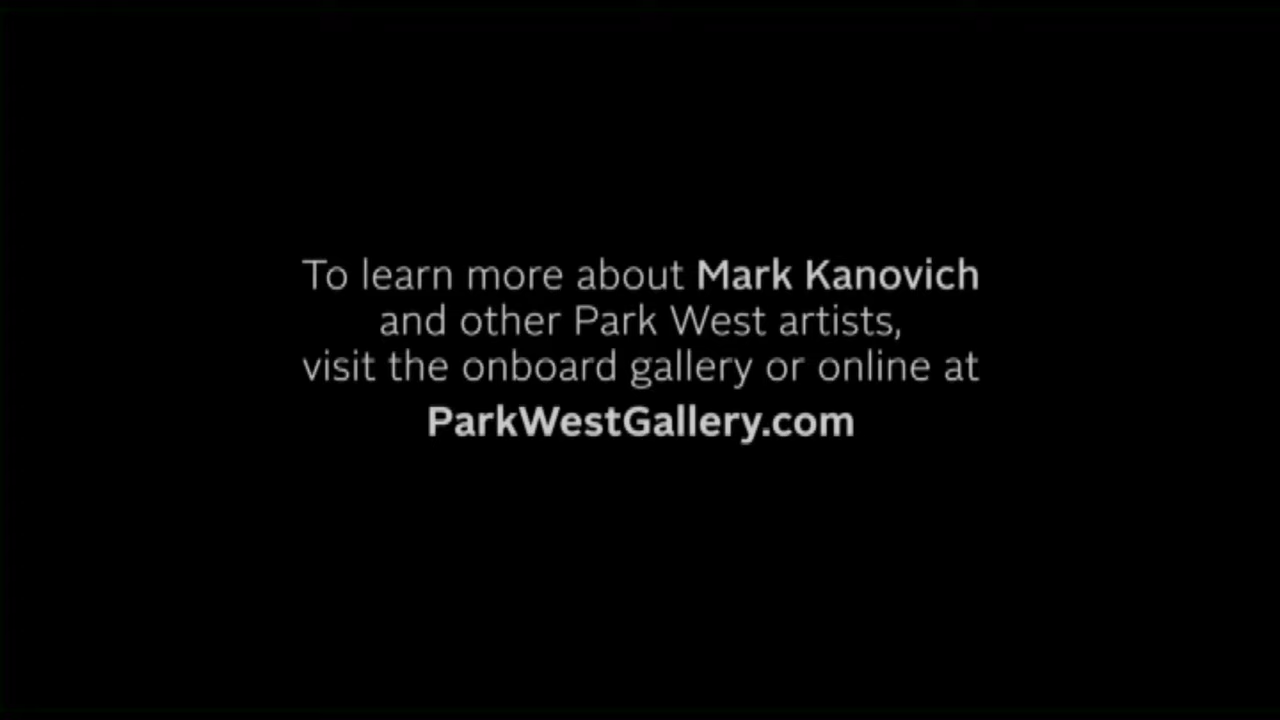 To learn more about Mark Kanovich
and other Park West artists,
visit the onboard gallery or online at
ParkWestGallery.com